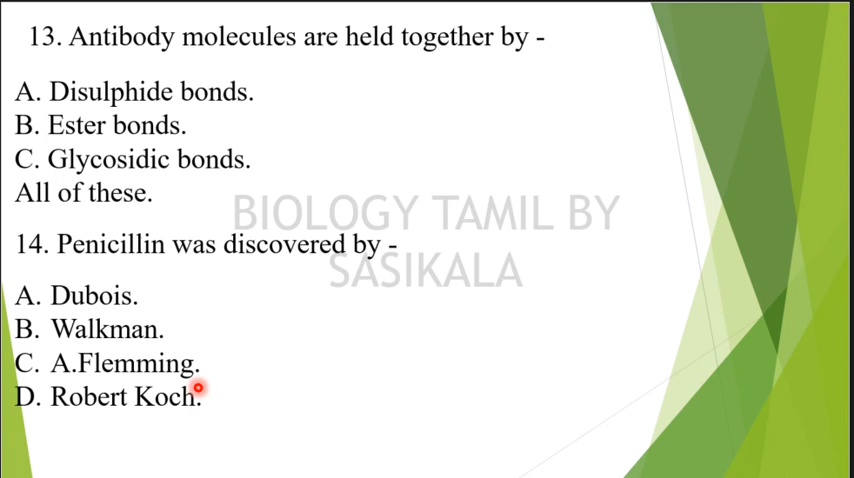 13. Antibody molecules are held together by -
A. Disulphide bonds.
B. Ester bonds.
C. Glycosidic bonds.
All of these.
BIOLOGY TAMIL BY
SASIKALA
14. Penicillin was discovered by -
A. Dubois.
B. Walkman.
C. A.Flemming.
D. Robert Koch.